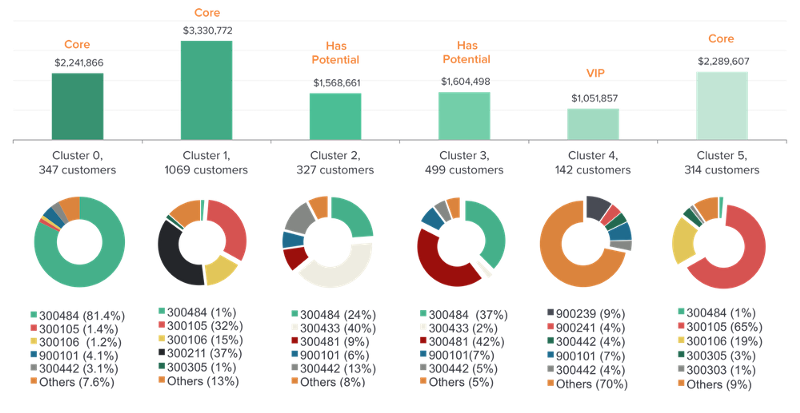 Core
$2,241,866
Core
$3,330,772
Has
Potential
$1,568,661
Has
Potential
$1,604,498
VIP
$1,051,857
Core
$2,289,607
Cluster 0,
347 customers
Cluster 1,
1069 customers
Cluster 2,
327 customers
Cluster 3,
499 customers
Cluster 4,
142 customers
Cluster 5,
314 customers
300484 (81.4%)
300105 (1.4%)
300106 (1.2%)
900101 (4.1%)
300442 (3.1%)
Others (7.6%)
300484 (1%)
300105 (32%)
300106 (15%)
300211 (37%)
300305 (1%)
Others (13%)
300484 (24%)
300433 (40%)
300481 (9%)
900101 (6%)
300442 (13%)
Others (8%)
300484 (37%)
300433 (2%)
300481 (42%)
900101(7%)
300442 (5%)
Others (5%)
900239 (9%)
900241 (4%)
300442 (4%)
900101 (7%)
300442 (4%)
Others (70%)
300484 (1%)
300105 (65%)
300106 (19%)
300305 (3%)
300303 (1%)
Others (9%)